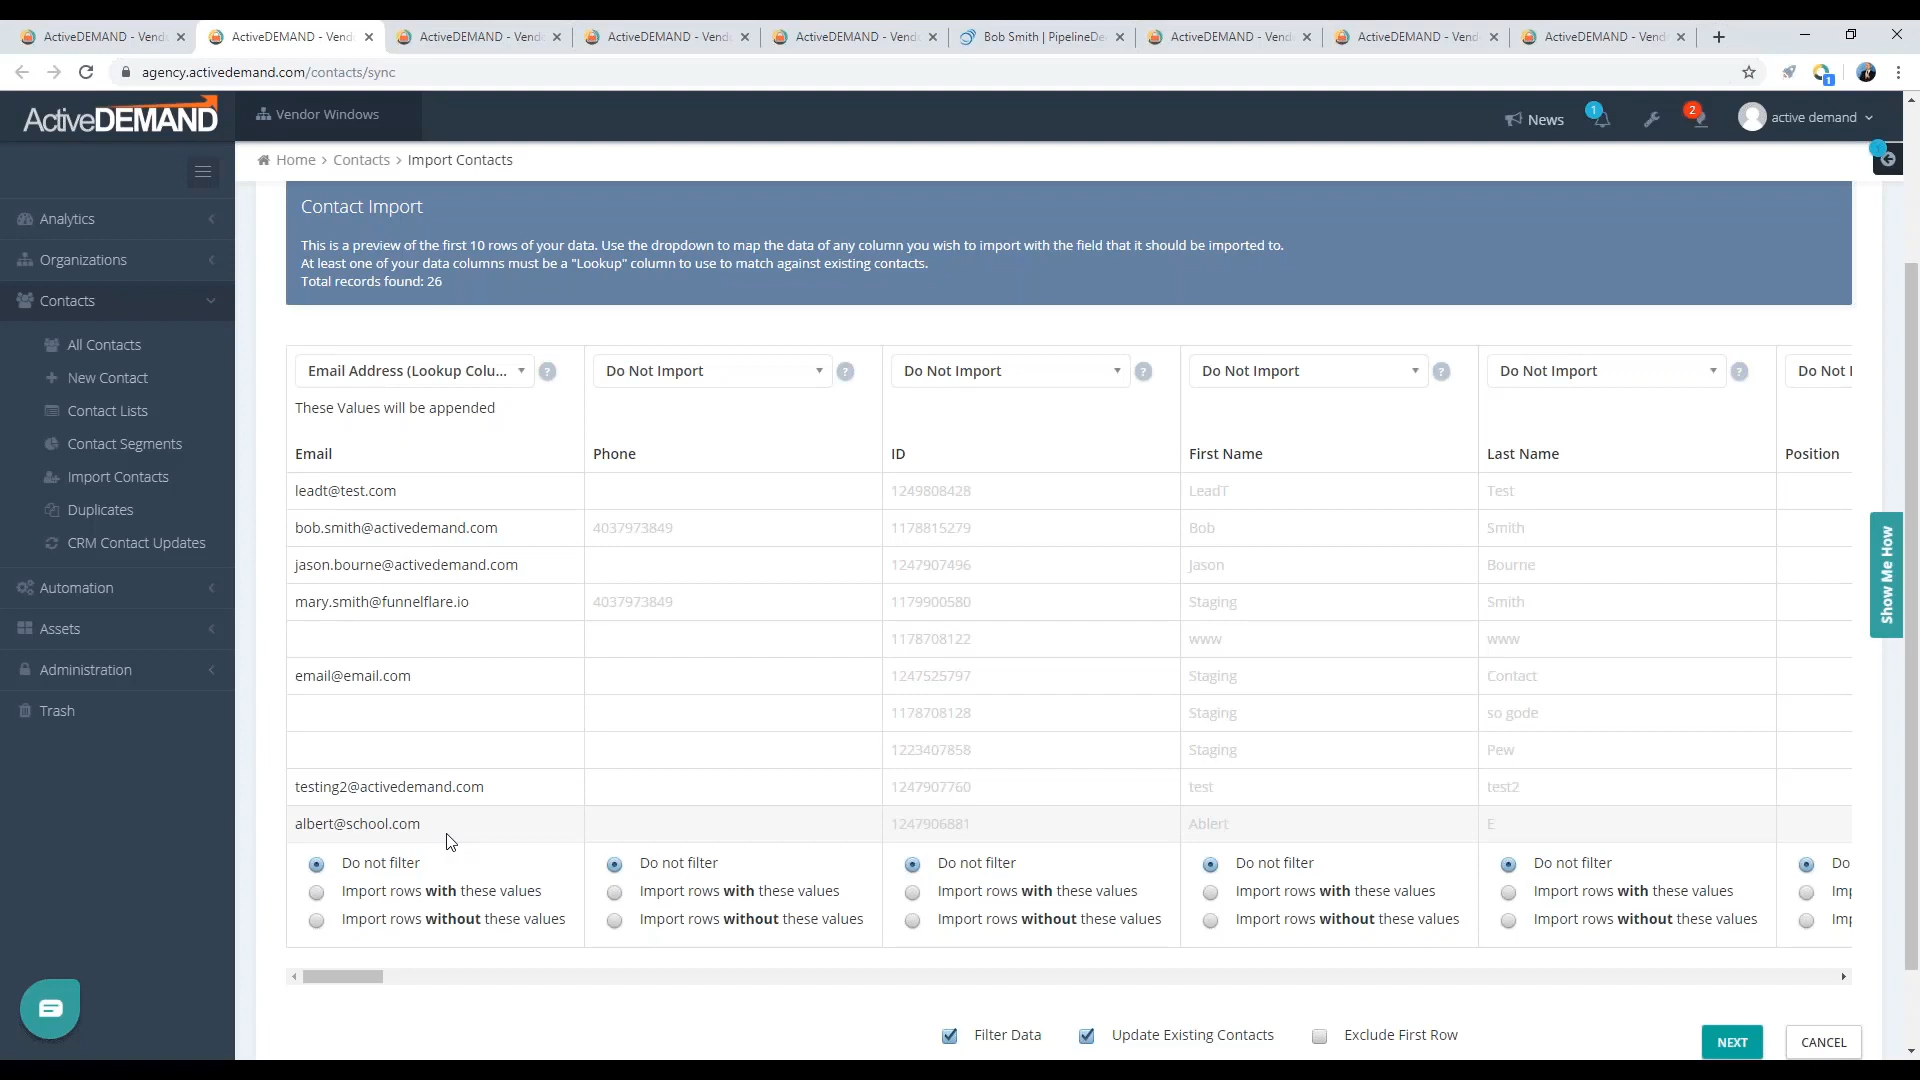 ActiveDEMAND - Vend
ActiveDEMAND - Vend
ActiveDEMAND - Vend
ActiveDEMAND - Vend
ActiveDEMAND - Vend
Bob Smith | PipelineDe
ActiveDEMAND - Vend
ActiveDEMAND - Vend
ActiveDEMAND - Vend
agency.activedemand.com/contacts/sync
1
ActiveDEMAND
Vendor Windows
News
1
2
active demand
Home > Contacts > Import Contacts
Analytics
Organizations
Contacts
All Contacts
New Contact
Contact Lists
Contact Segments
Import Contacts
Duplicates
CRM Contact Updates
Automation
Assets
Administration
Trash
Contact Import
This is a preview of the first 10 rows of your data. Use the dropdown to map the data of any column you wish to import with the field that it should be imported to.
At least one of your data columns must be a "Lookup" column to use to match against existing contacts.
Total records found: 26
Email Address (Lookup Colu... ? Do Not Import ? Do Not Import ? Do Not Import ? Do Not Import ? Do Not I
These Values will be appended
Email Phone ID First Name Last Name Position
leadt@test.com 1249808428 LeadT Test
bob.smith@activedemand.com 4037973849 1178815279 Bob Smith
jason.bourne@activedemand.com 1247907496 Jason Bourne
mary.smith@funnelflare.io 4037973849 1179900580 Staging Smith
1178708122 www www
email@email.com 1247525797 Staging Contact
1178708128 Staging so gode
1223407858 Staging Pew
testing2@activedemand.com 1247907760 test test2
albert@school.com 1247906881 Ablert E
Do not filter Do not filter Do not filter Do not filter Do not filter Do
Import rows with these values Import rows with these values Import rows with these values Import rows with these values Import rows with these values Imp
Import rows without these values Import rows without these values Import rows without these values Import rows without these values Import rows without these values Imp
Filter Data Update Existing Contacts Exclude First Row
NEXT CANCEL
Show Me How